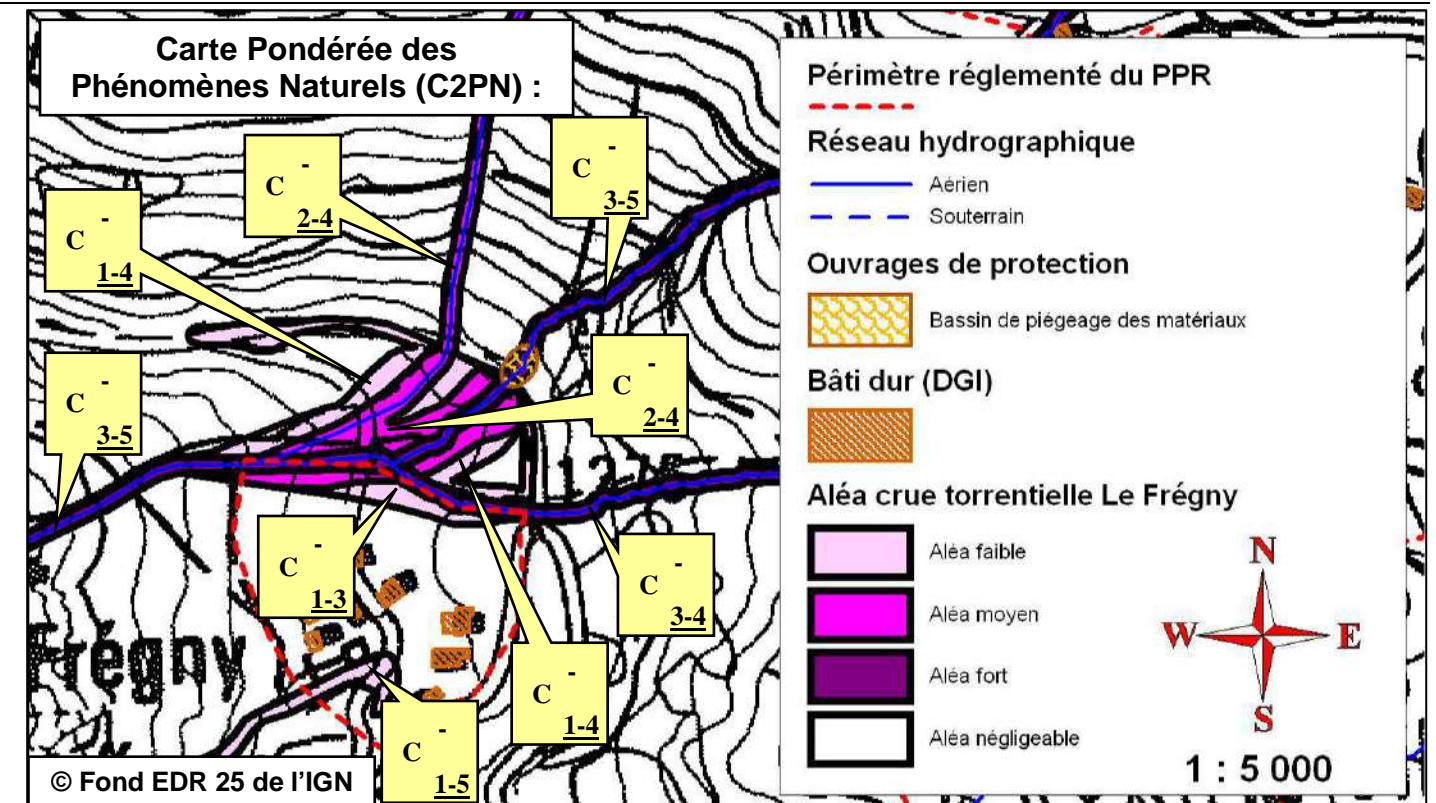 Carte Pondérée des
Phénomènes Naturels (C2PN) :
C -
2-4
C -
3-5
C -
1-4
C -
3-5
C -
2-4
C -
1-3
C -
3-4
C -
1-4
C -
1-5
Frégny
© Fond EDR 25 de l'IGN
Périmètre réglementé du PPR
Réseau hydrographique
Aérien
Souterrain
Ouvrages de protection
Bassin de piégeage des matériaux
Bâti dur (DGI)
Aléa crue torrentielle Le Frégny
Aléa faible
Aléa moyen
Aléa fort
Aléa négligeable
N
W E
S
1 : 5 000